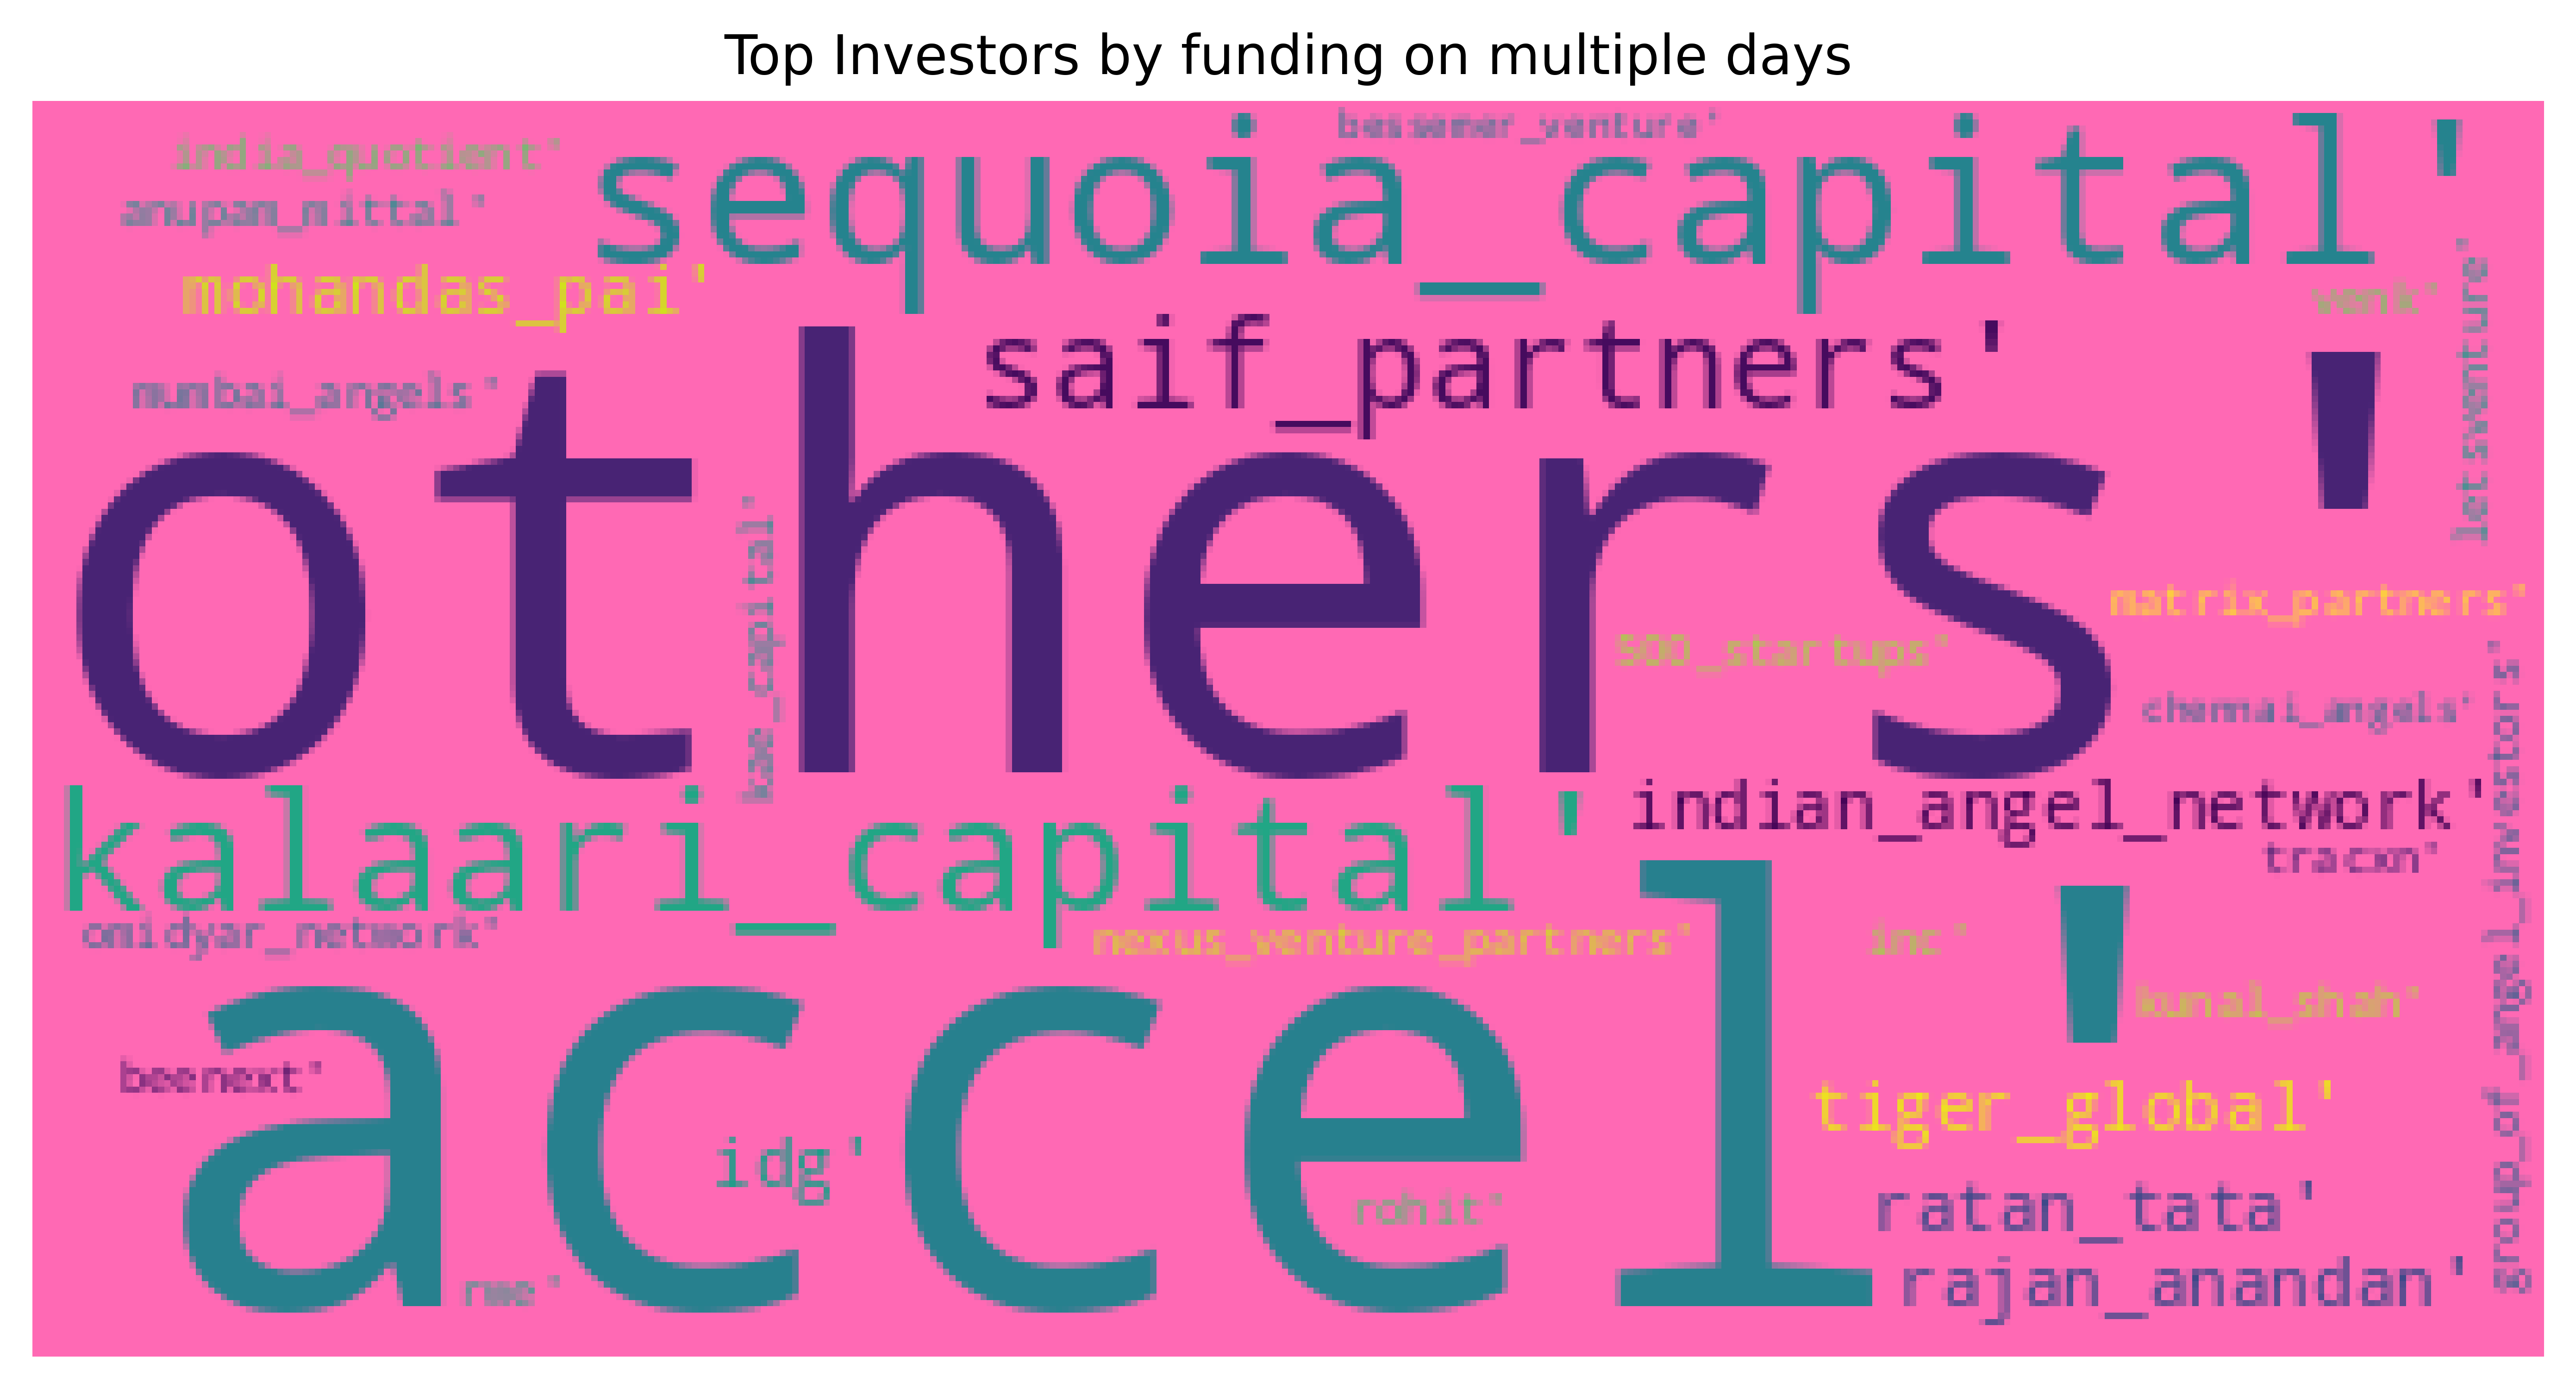 Top Investors by funding on multiple days
bessemer_venture'
india_quotient'
sequoia_capital'
anupam_mittal'
mohandas_pai'
venk'
letsventure'
saif_partners'
mumbai_angels'
others'
kae_capital'
matrix_partners'
500_startups'
chennai_angels'
group_of_angel_investors'
indian_angel_network'
kalaari_capital'
tracxn'
omidyar_network'
nexus_venture_partners'
inc'
kunal_shah'
accel'
beenext'
tiger_global'
idg'
rohit'
ratan_tata'
rajan_anandan'